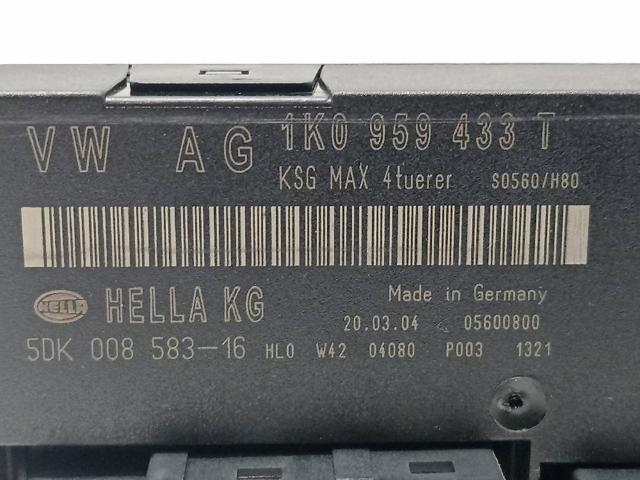 VW AG 1K0 959 433 T
KSG MAX 4tuerer S0560/H80
HELLA HELLA KG Made in Germany
20.03.04 05600800
5DK 008 583-16 HL0 W42 04080 P003 1321